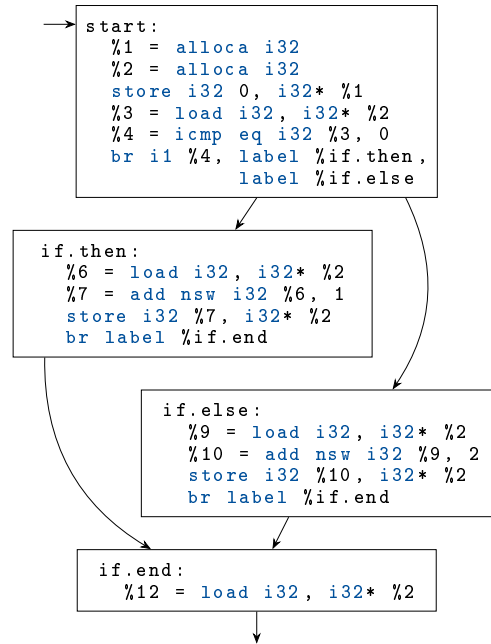 start:
%1 = alloca i32
%2 = alloca i32
store i32 0, i32* %1
%3 = load i32, i32* %2
%4 = icmp eq i32 %3, 0
br i1 %4, label %if.then,
label %if.else
if.then:
%6 = load i32, i32* %2
%7 = add nsw i32 %6, 1
store i32 %7, i32* %2
br label %if.end
if.else:
%9 = load i32, i32* %2
%10 = add nsw i32 %9, 2
store i32 %10, i32* %2
br label %if.end
if.end:
%12 = load i32, i32* %2